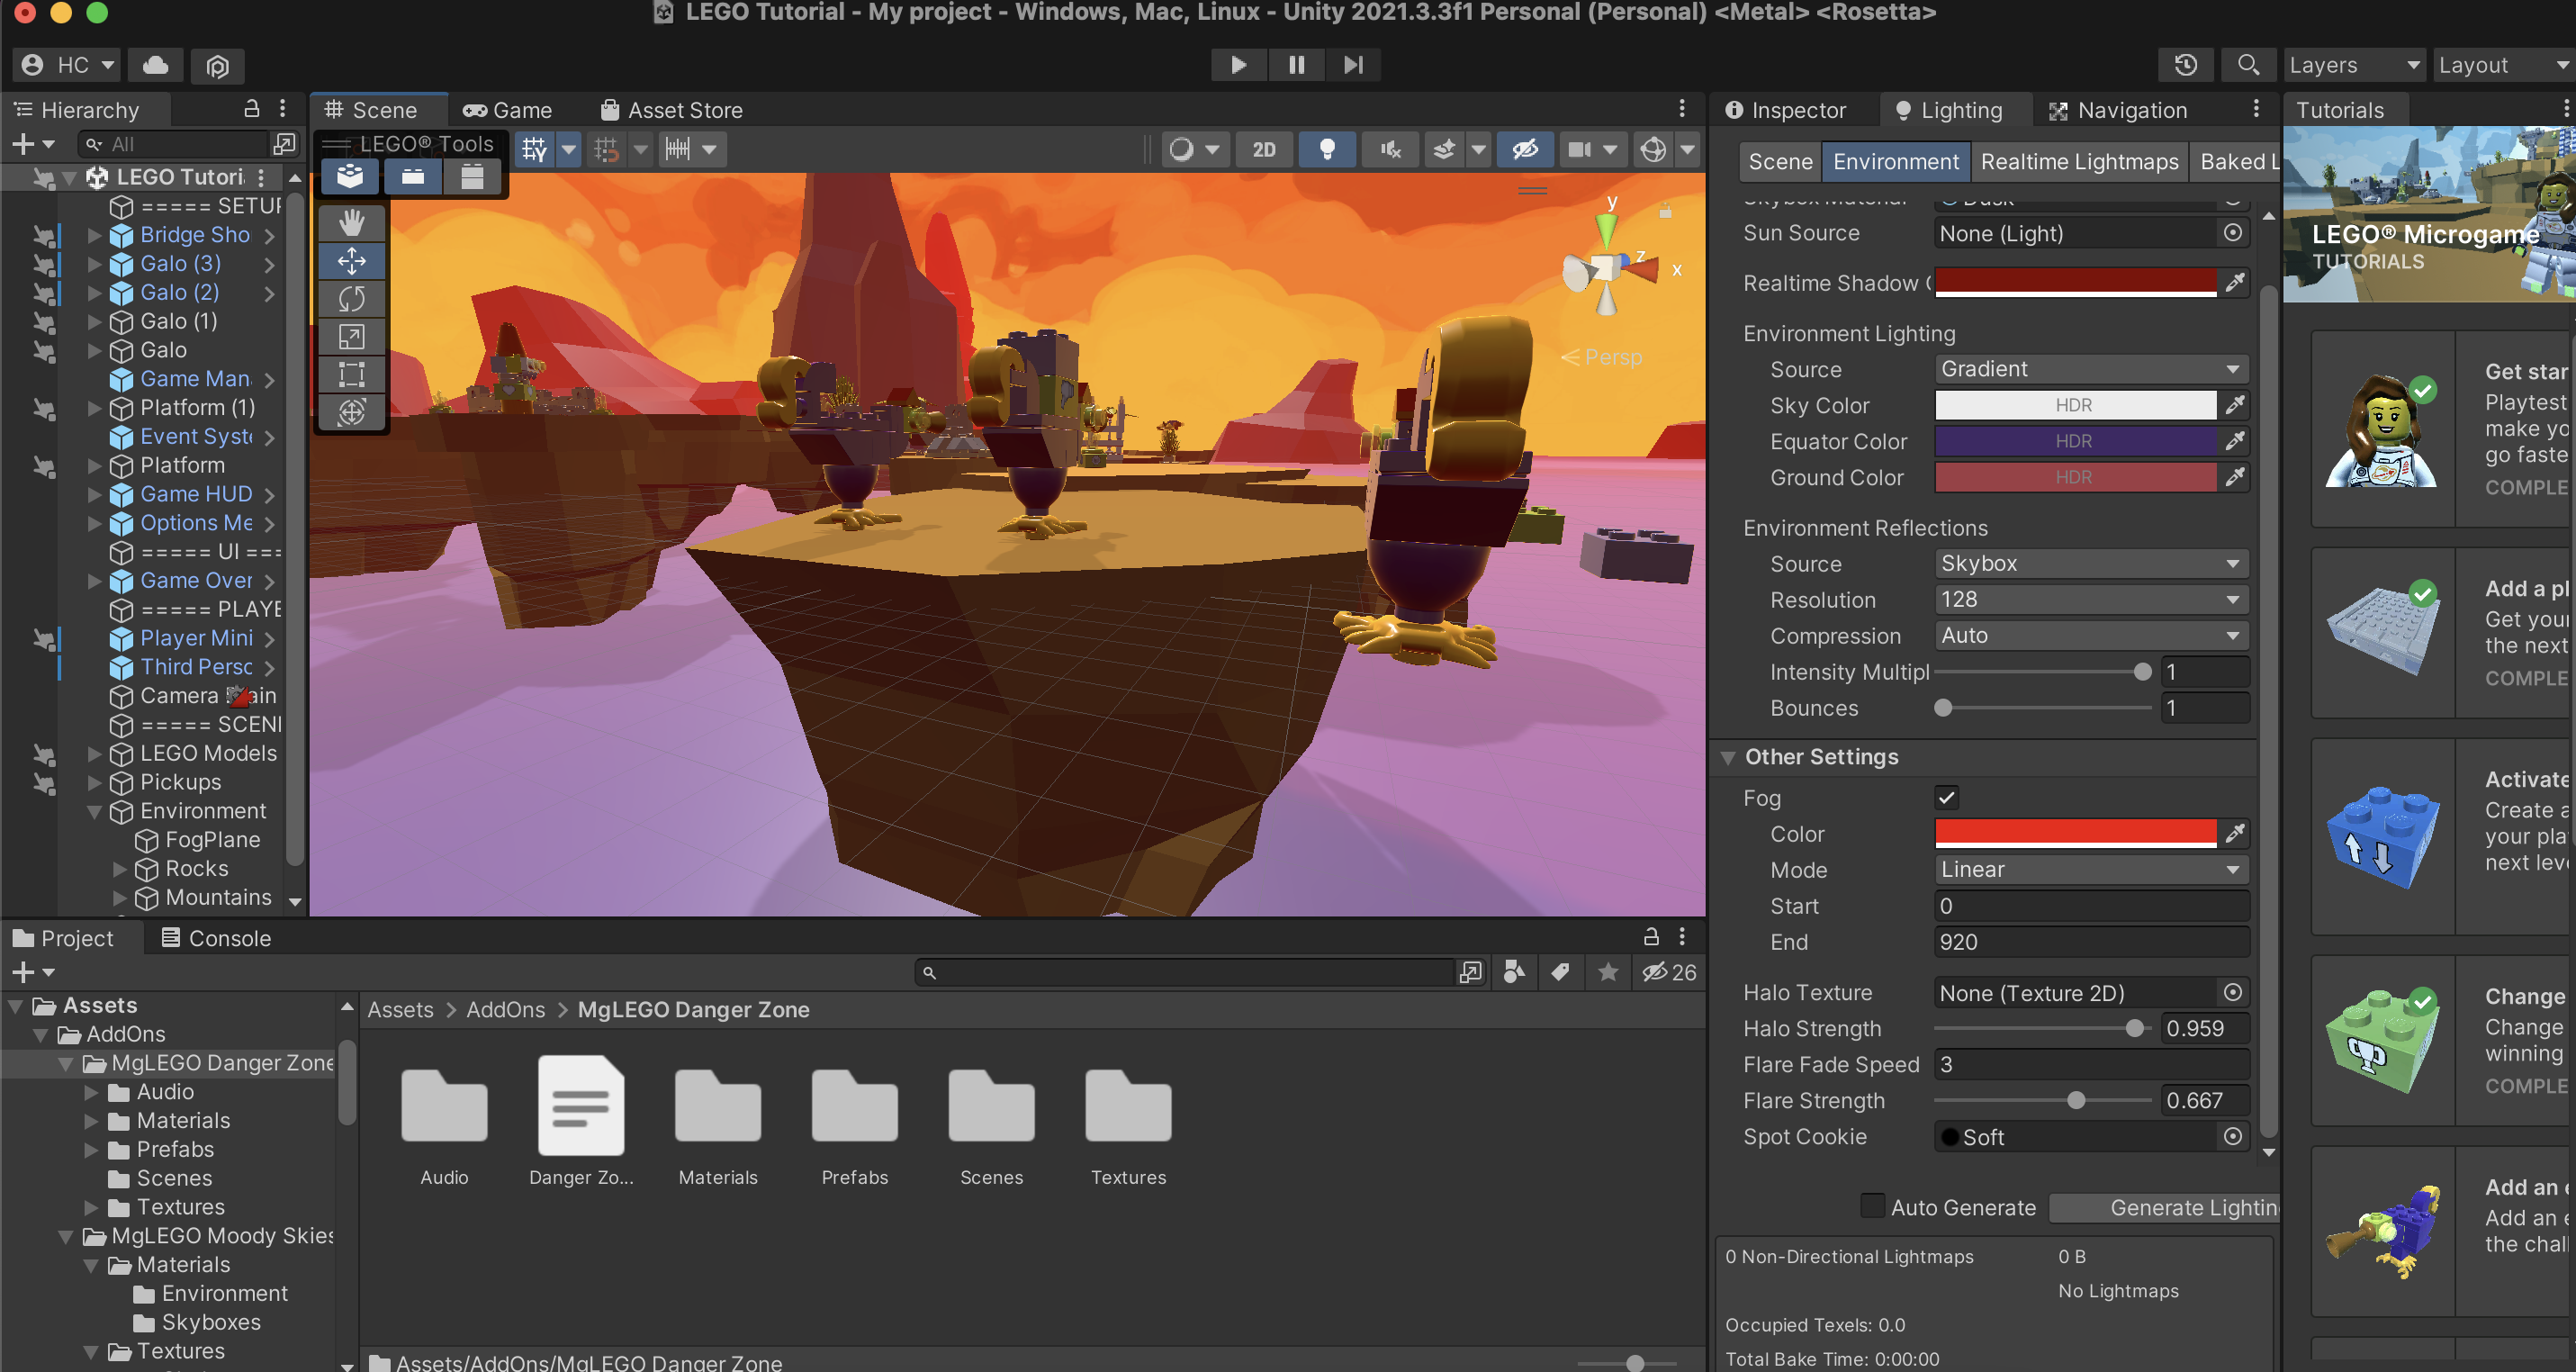 LEGO Tutorial - My project - Windows, Mac, Linux - Unity 2021.3.3f1 Personal (Personal) <Metal> <Rosetta>
HC
Layers
Layout
Hierarchy
All
LEGO Tutori
===== SETUP
Bridge Sho
Galo (3)
Galo (2)
Galo (1)
Galo
Game Man
Platform (1)
Event Syst
Platform
Game HUD
Options Me
===== UI ===
Game Over
===== PLAYE
Player Mini
Third Perso
Camera
===== SCEN
LEGO Models
Pickups
Environment
FogPlane
Rocks
Mountains
Scene
Game
Asset Store
LEGO® Tools
2D
y
z
x
Persp
Inspector
Lighting
Navigation
Scene
Environment
Realtime Lightmaps
Baked L
Sun Source
None (Light)
Realtime Shadow C
Environment Lighting
Source
Gradient
Sky Color
HDR
Equator Color
HDR
Ground Color
HDR
Environment Reflections
Source
Skybox
Resolution
128
Compression
Auto
Intensity Multipl
1
Bounces
1
Other Settings
Fog
Color
Mode
Linear
Start
0
End
920
Halo Texture
None (Texture 2D)
Halo Strength
0.959
Flare Fade Speed
3
Flare Strength
0.667
Spot Cookie
Soft
Auto Generate
Generate Lightin
0 Non-Directional Lightmaps
0 B
No Lightmaps
Occupied Texels: 0.0
Total Bake Time: 0:00:00
Tutorials
LEGO® Microgame
TUTORIALS
Get star
Playtest
make yo
go faste
COMPLE
Add a pl
Get your
the next
COMPLE
Activate
Create a
your pla
next leve
Change
Change
winning
COMPLE
Add an e
Add an e
the chall
Project
Console
26
Assets
AddOns
MgLEGO Danger Zone
Audio
Materials
Prefabs
Scenes
Textures
MgLEGO Moody Skies
Materials
Environment
Skyboxes
Textures
Assets > AddOns > MgLEGO Danger Zone
Audio
Danger Zo...
Materials
Prefabs
Scenes
Textures
Assets/AddOns/MgLEGO Danger Zone